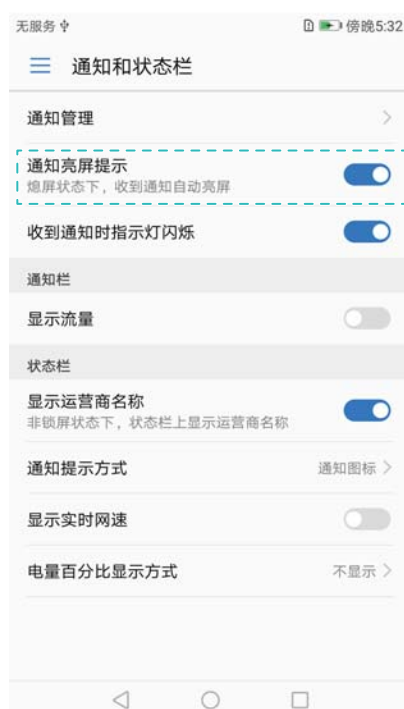 无服务 傍晚5:32
通知和状态栏
通知管理
通知亮屏提示
熄屏状态下，收到通知自动亮屏
收到通知时指示灯闪烁
通知栏
显示流量
状态栏
显示运营商名称
非锁屏状态下，状态栏上显示运营商名称
通知提示方式 通知图标
显示实时网速
电量百分比显示方式 不显示